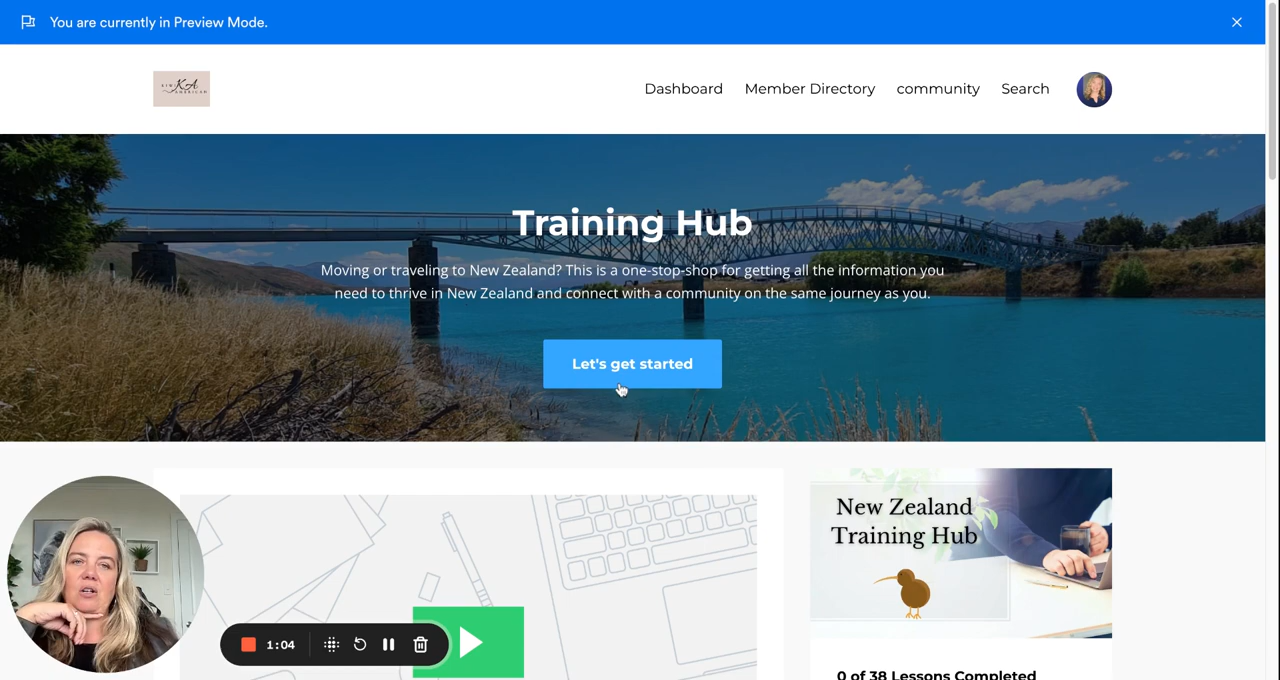 You are currently in Preview Mode.
KA
AMERICAN
Dashboard Member Directory community Search
Training Hub
Moving or traveling to New Zealand? This is a one-stop-shop for getting all the information you
need to thrive in New Zealand and connect with a community on the same journey as you.
Let's get started
New Zealand
Training Hub
0 of 38 Lessons Completed
1:04